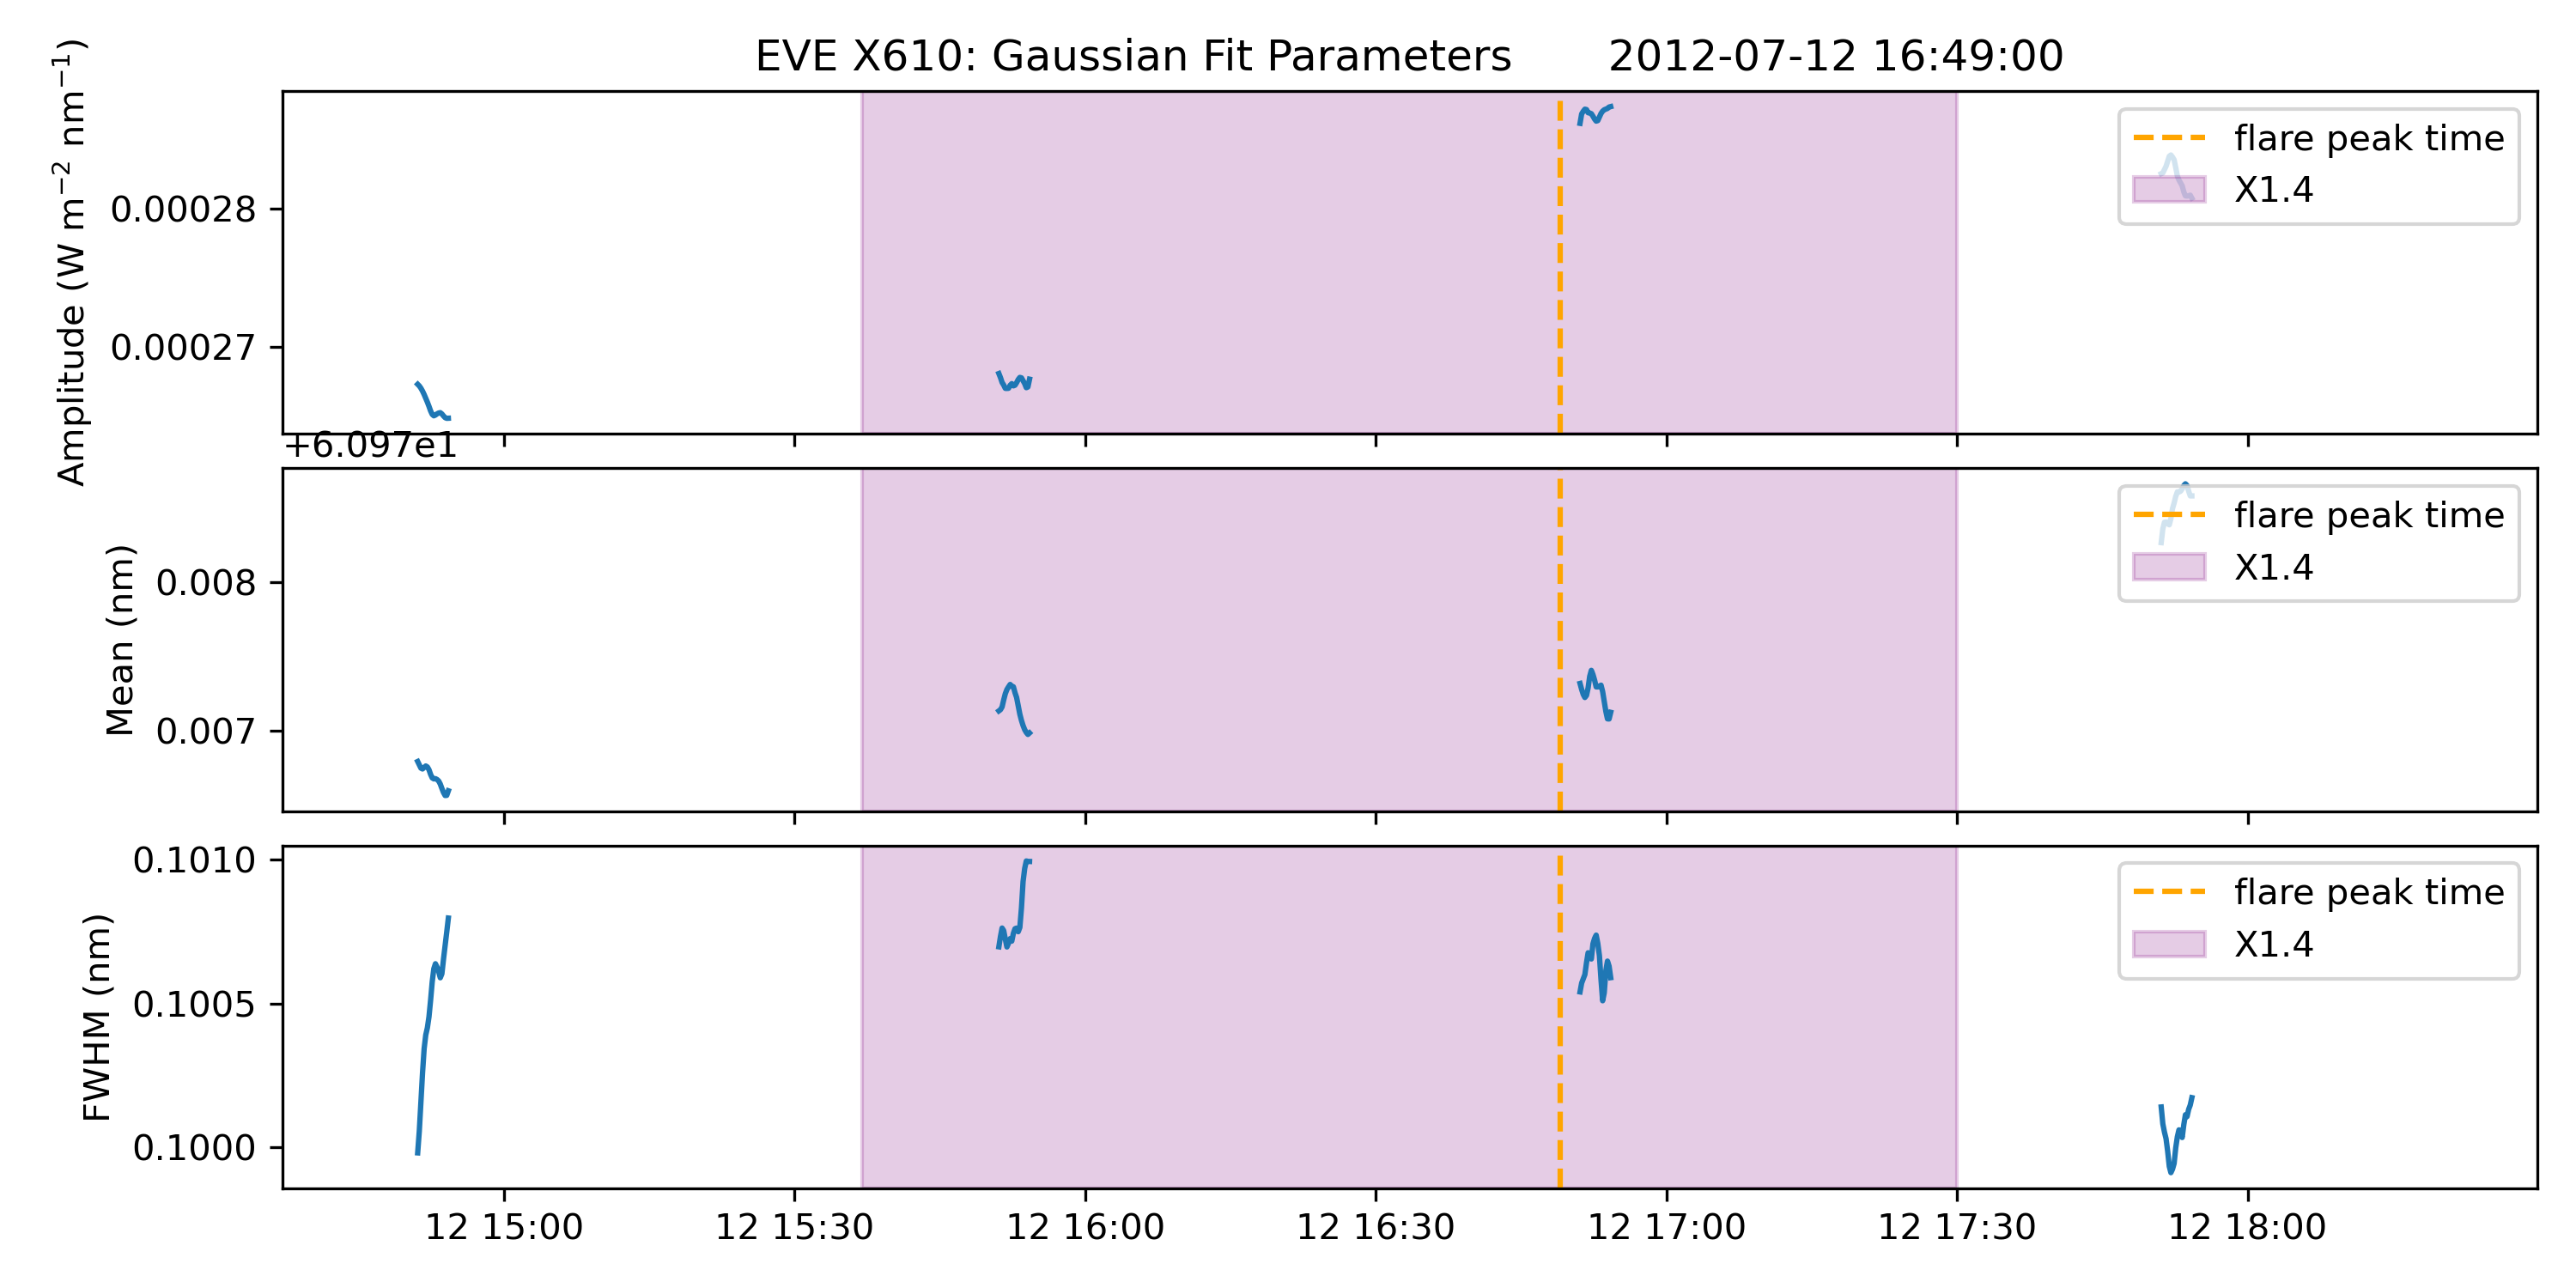 EVE X610: Gaussian Fit Parameters 2012-07-12 16:49:00
Amplitude (W m⁻² nm⁻¹)
0.00028
0.00027
flare peak time
X1.4
+6.097e1
Mean (nm)
0.008
0.007
flare peak time
X1.4
FWHM (nm)
0.1010
0.1005
0.1000
flare peak time
X1.4
12 15:00 12 15:30 12 16:00 12 16:30 12 17:00 12 17:30 12 18:00